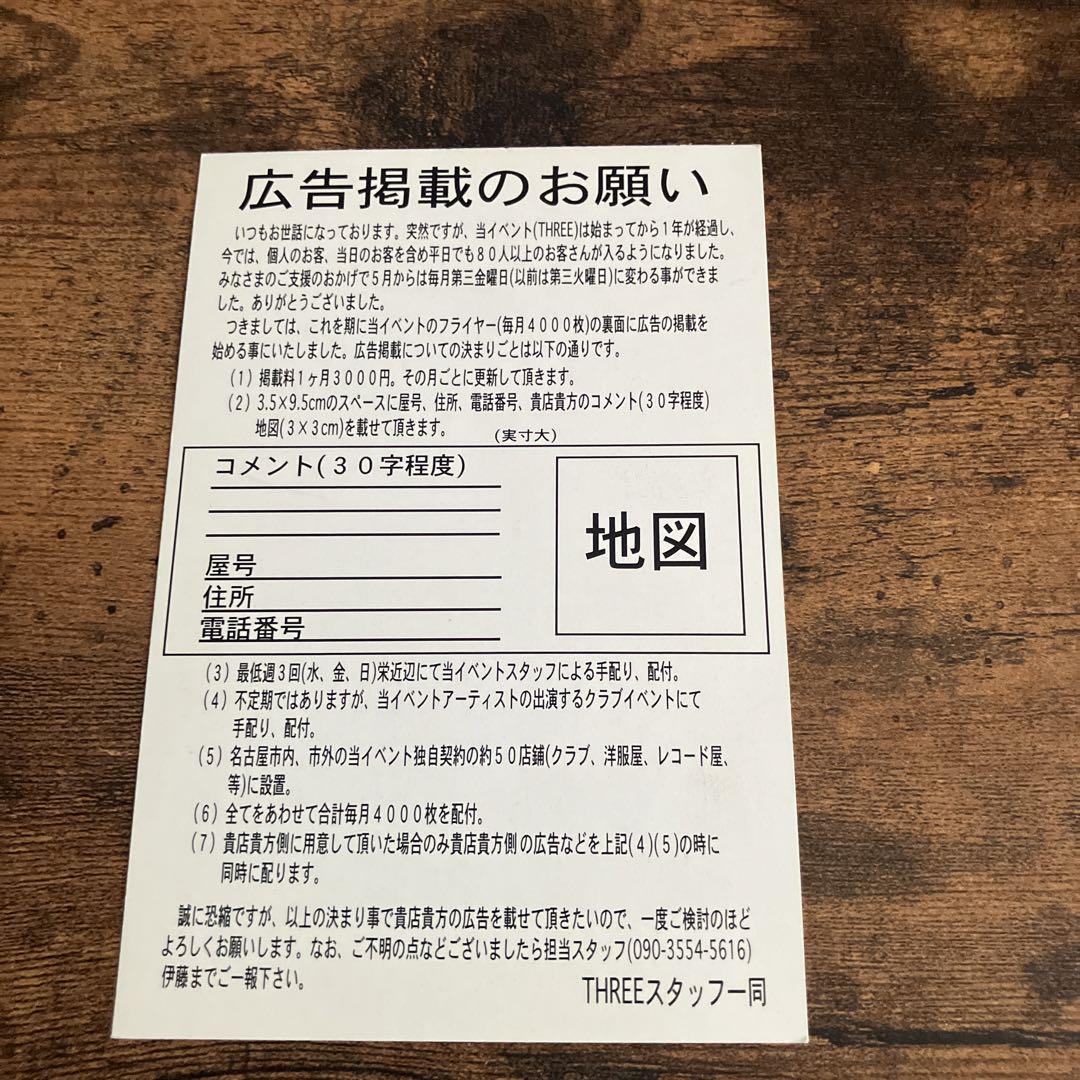 広告掲載のお願い
いつもお世話になっております。突然ですが、当イベント(THREE)は始まってから１年が経過し、
今では、個人のお客、当日のお客を含め平日でも８０人以上のお客さんが入るようになりました。
みなさまのご支援のおかげで５月からは毎月第三金曜日(以前は第三火曜日)に変わる事ができま
した。ありがとうございました。
つきましては、これを期に当イベントのフライヤー(毎月４０００枚)の裏面に広告の掲載を
始める事にいたしました。広告掲載についての決まりごとは以下の通りです。
（1）掲載料1ヶ月３０００円。その月ごとに更新して頂きます。
（2）3.5×9.5cmのスペースに屋号、住所、電話番号、貴店貴方のコメント(３０字程度)
地図(３×３cm)を載せて頂きます。
（実寸大）
コメント(３０字程度)
地図
屋号
住所
電話番号
（3）最低週３回(水、金、日)栄近辺にて当イベントスタッフによる手配り、配付。
（4）不定期ではありますが、当イベントアーティストの出演するクラブイベントにて
手配り、配付。
（5）名古屋市内、市外の当イベント独自契約の約５０店舗(クラブ、洋服屋、レコード屋、
等)に設置。
（6）全てをあわせて合計毎月４０００枚を配付。
（7）貴店貴方側に用意して頂いた場合のみ貴店貴方側の広告などを上記(４)(５)の時に
同時に配ります。
誠に恐縮ですが、以上の決まり事で貴店貴方の広告を載せて頂きたいので、一度ご検討のほど
よろしくお願いします。なお、ご不明の点などございましたら担当スタッフ(090-3554-5616)
伊藤までご一報下さい。
THREEスタッフ一同